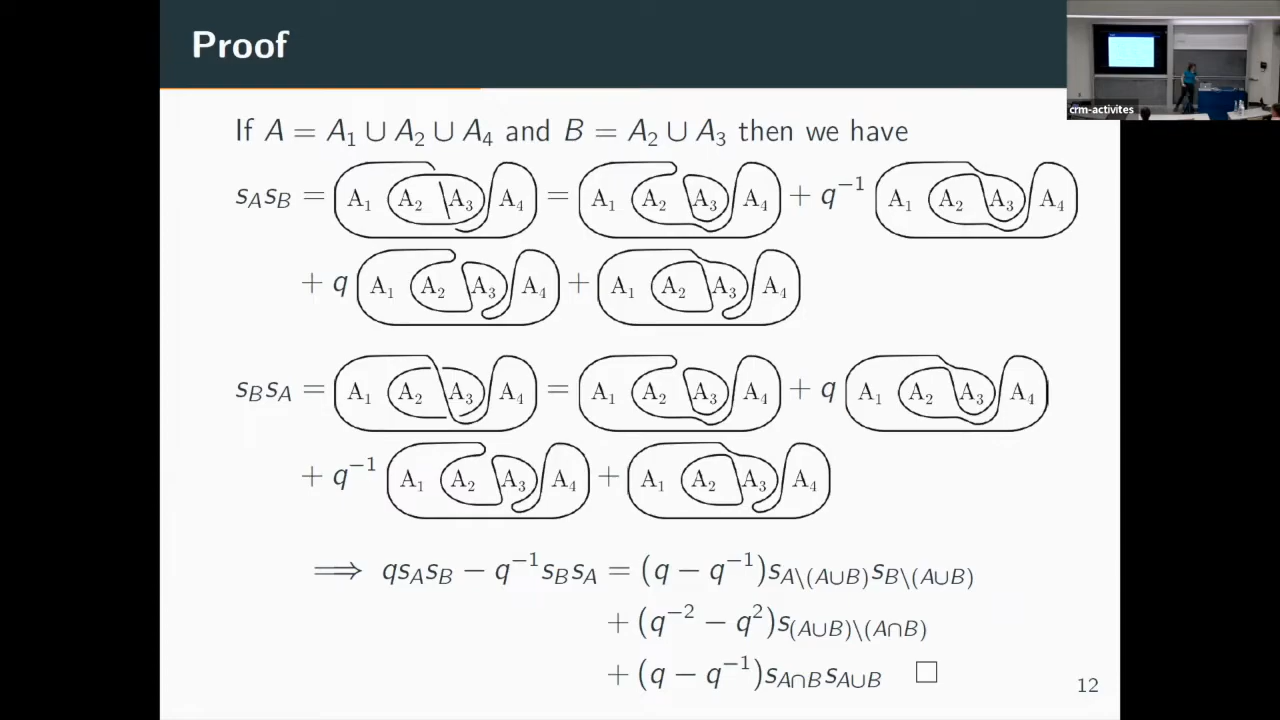 Proof
crm-activites
If A = A₁ ∪ A₂ ∪ A₄ and B = A₂ ∪ A₃ then we have
s_A s_B = A₁ A₂ A₃ A₄ = A₁ A₂ A₃ A₄ + q⁻¹ A₁ A₂ A₃ A₄
+ q A₁ A₂ A₃ A₄ + A₁ A₂ A₃ A₄
s_B s_A = A₁ A₂ A₃ A₄ = A₁ A₂ A₃ A₄ + q A₁ A₂ A₃ A₄
+ q⁻¹ A₁ A₂ A₃ A₄ + A₁ A₂ A₃ A₄
⟹ qs_A s_B − q⁻¹s_B s_A = (q − q⁻¹)s_{A\(A∪B)}s_{B\(A∪B)}
+ (q⁻² − q²)s_{(A∪B)\(A∩B)}
+ (q − q⁻¹)s_{A∩B}s_{A∪B} □
12